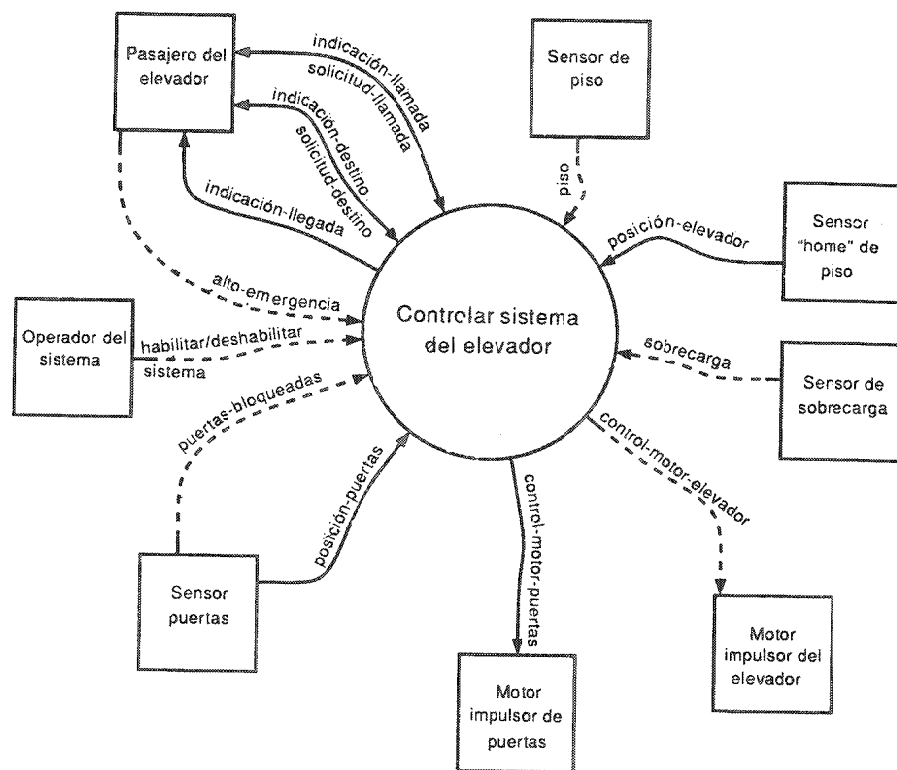 Pasajero del
elevador
indicación-llamada
solicitud-llamada
indicación-destino
solicitud-destino
indicación-llegada
alto-emergencia
Sensor de
piso
piso
Sensor
"home" de
piso
posición-elevador
Controlar sistema
del elevador
Operador del
sistema
habilitar/deshabilitar
sistema
sobrecarga
Sensor de
sobrecarga
puertas-bloqueadas
posición-puertas
control-motor-puertas
control-motor-elevador
Sensor
puertas
Motor
impulsor de
puertas
Motor
impulsor del
elevador